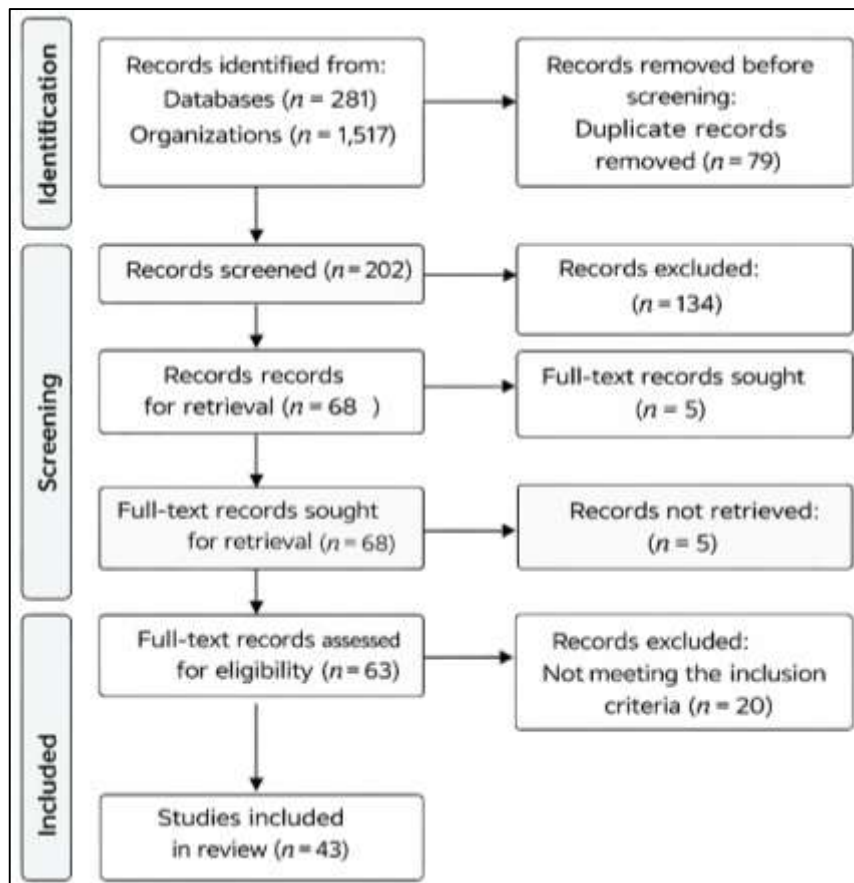 Identitication
Records identified from:
Databases (n = 281)
Organizations (n = 1,517)
Records removed before
screening:
Duplicate records
removed (n = 79)
Screening
Records screened (n = 202)
Records excluded:
(n = 134)
Records records
for retrieval (n = 68 )
Full-text records sought
(n = 5)
Full-text records sought
for retrieval (n = 68)
Records not retrieved:
(n = 5)
Included
Full-text records assessed
for eligibility (n = 63)
Records excluded:
Not meeting the inclusion
criteria (n = 20)
Studies included
in review (n = 43)